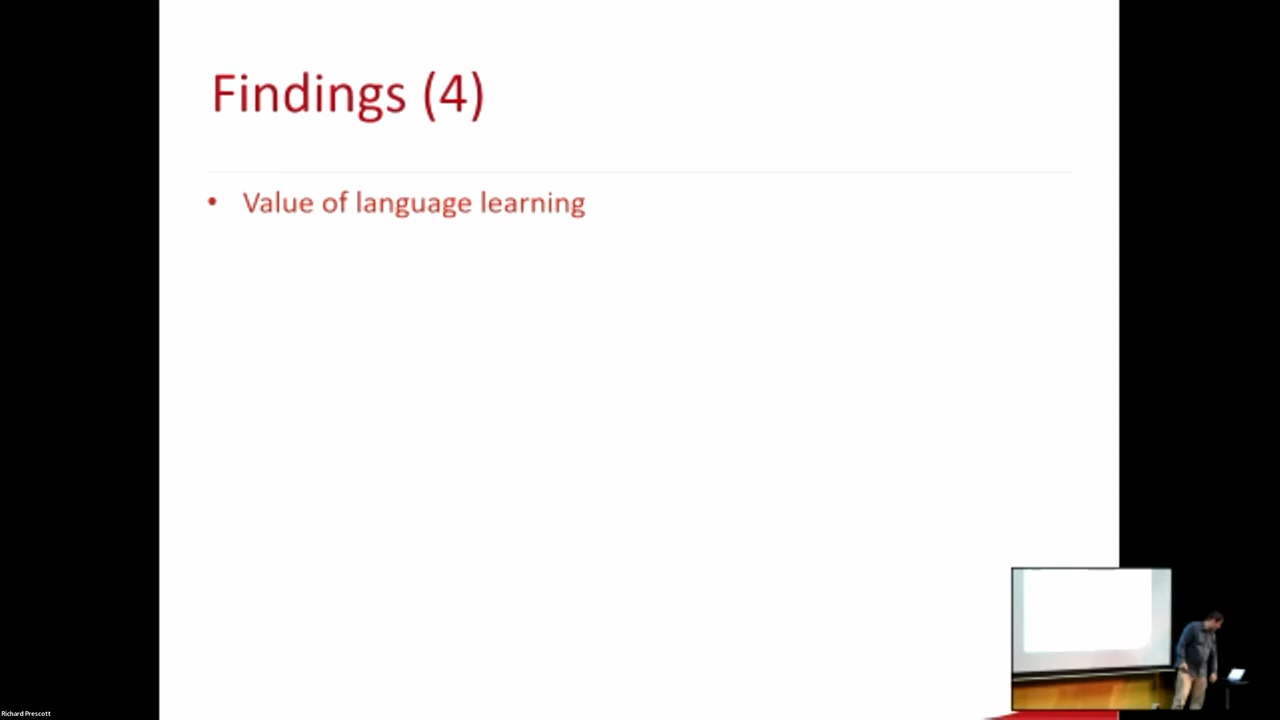 Findings (4)
• Value of language learning
Richard Prescott